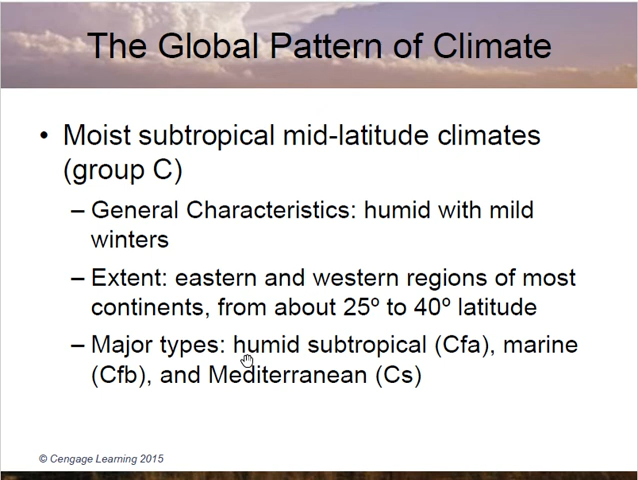 The Global Pattern of Climate
• Moist subtropical mid-latitude climates
(group C)
– General Characteristics: humid with mild
winters
– Extent: eastern and western regions of most
continents, from about 25º to 40º latitude
– Major types: humid subtropical (Cfa), marine
(Cfb), and Mediterranean (Cs)
© Cengage Learning 2015